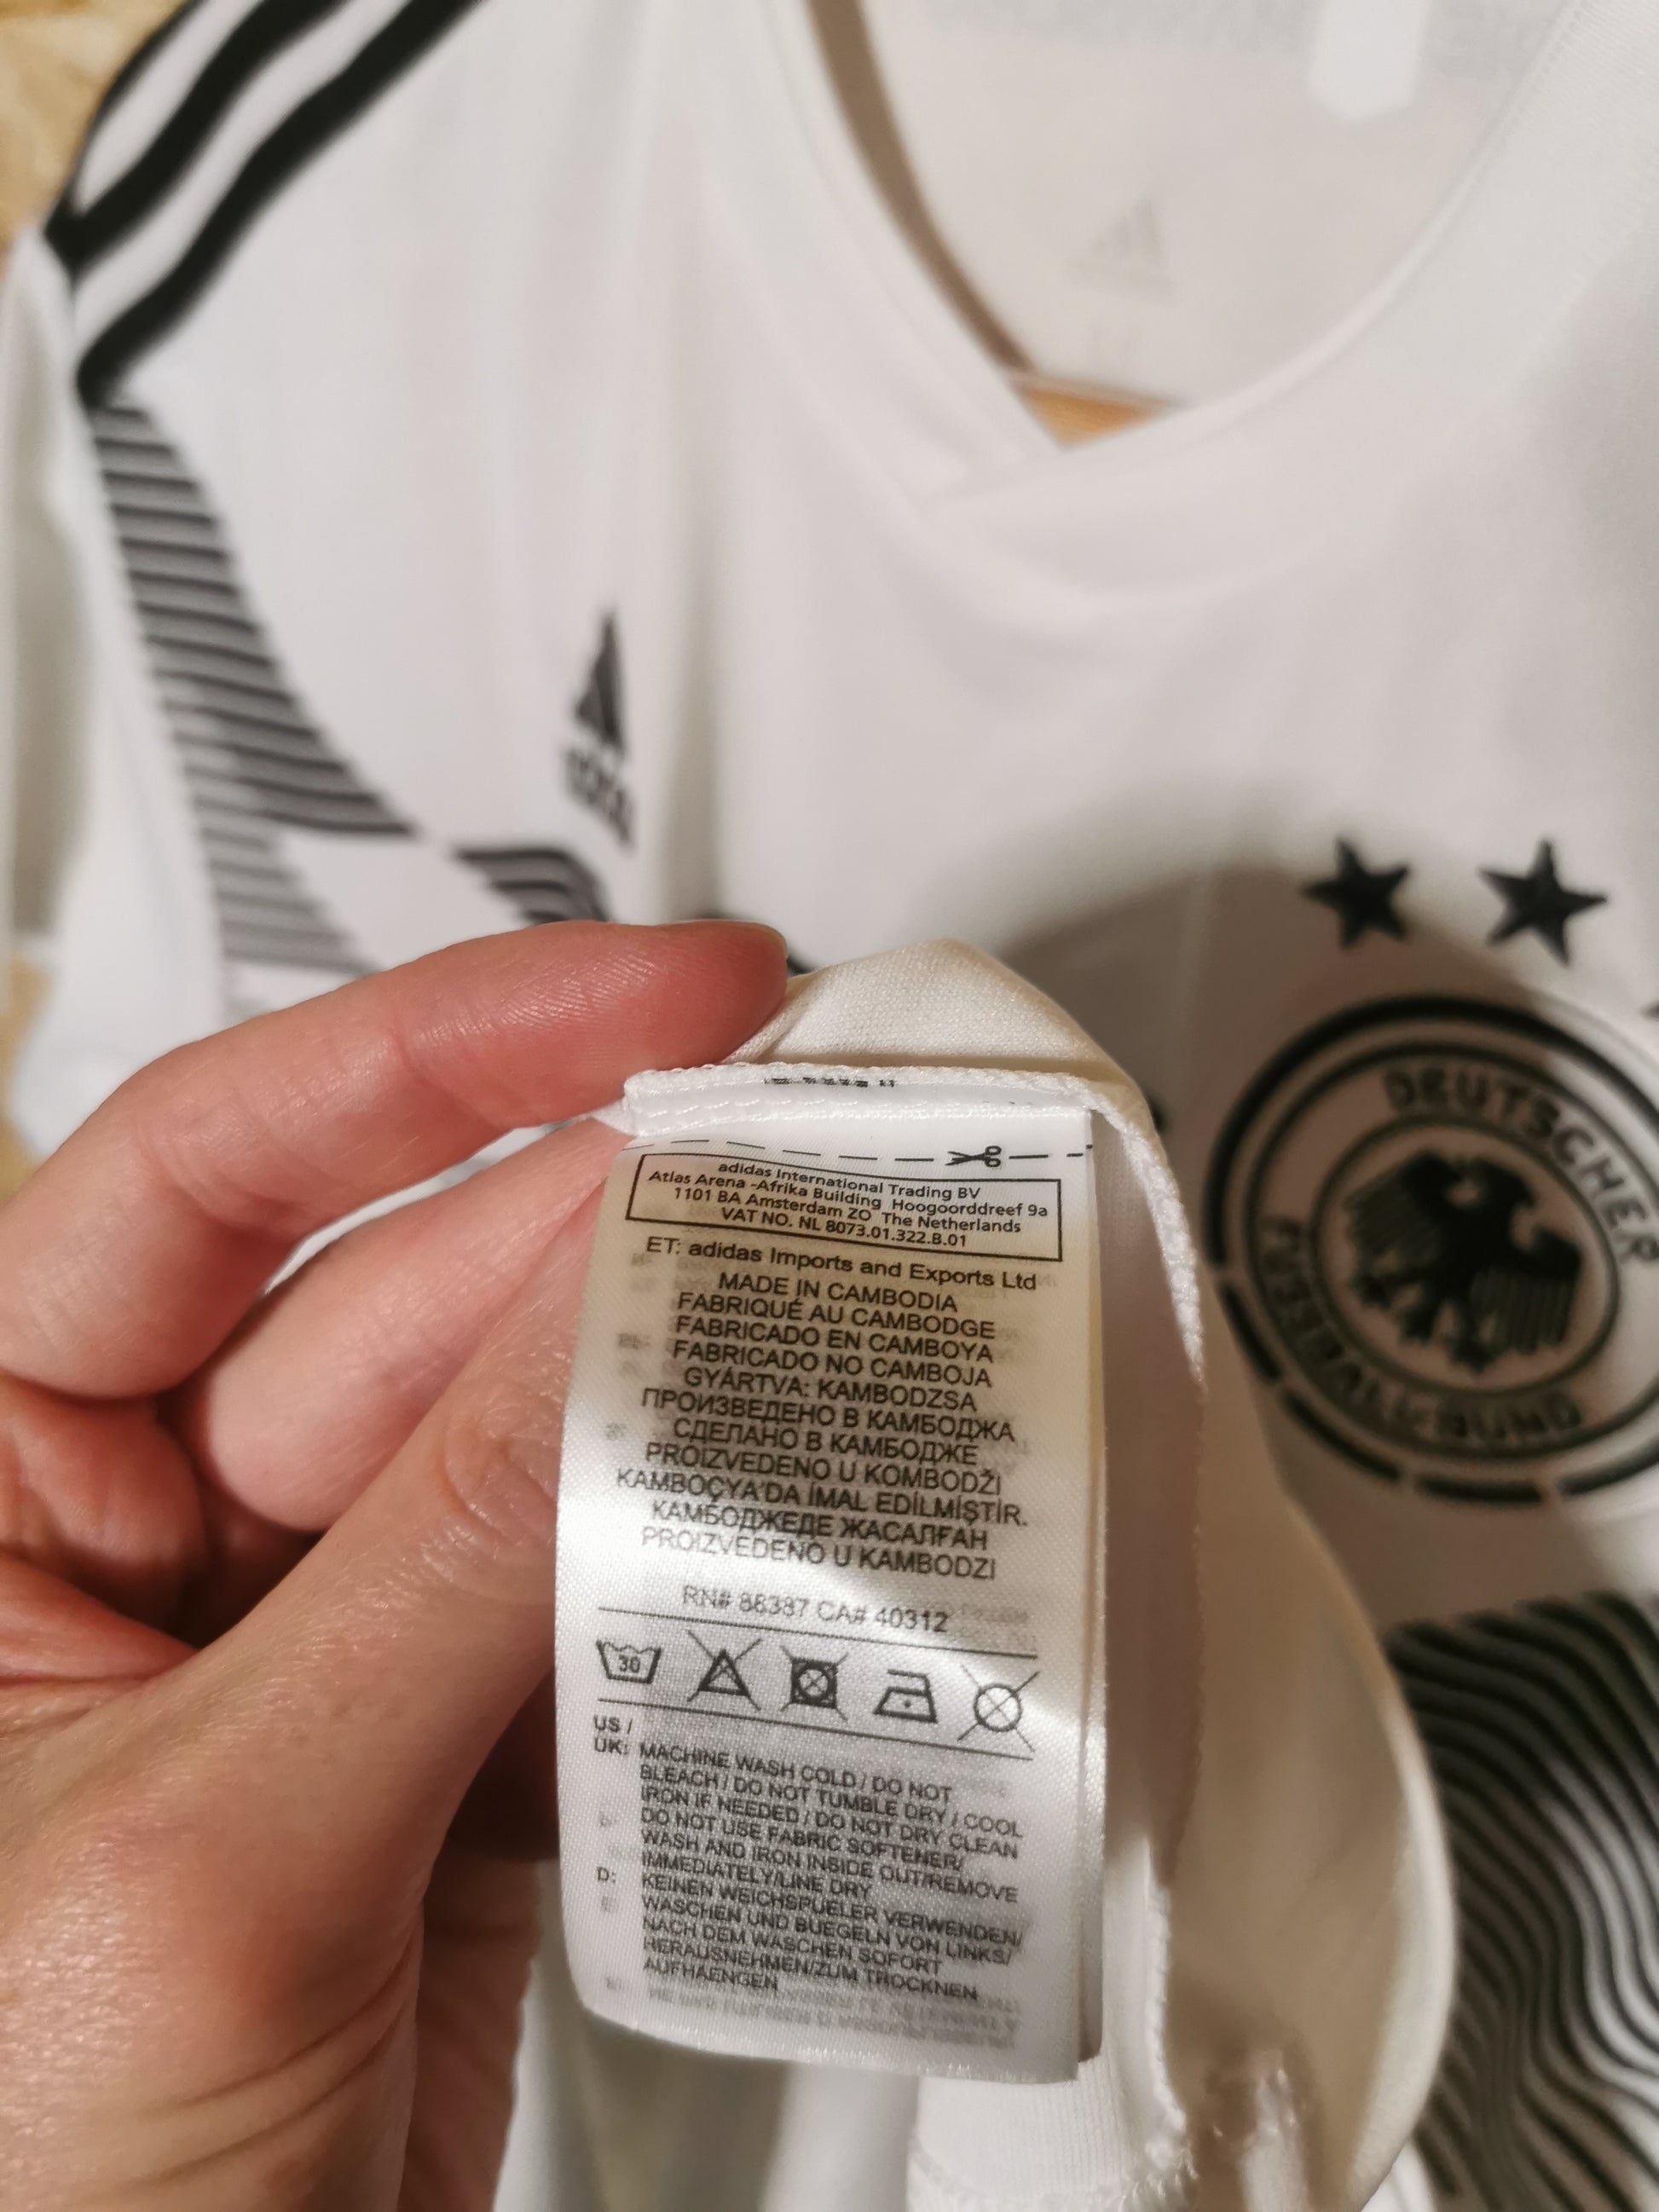 adidas International Trading BV
Atlas Arena -Afrika Building Hoogoorddreef 9a
1101 BA Amsterdam ZO The Netherlands
VAT NO. NL 8073.01.322.B.01
ET: adidas Imports and Exports Ltd
MADE IN CAMBODIA
FABRIQUÉ AU CAMBODGE
FABRICADO EN CAMBOYA
FABRICADO NO CAMBOJA
GYÁRTVA: KAMBODZSA
ПРОИЗВЕДЕНО В КАМБОДЖА
СДЕЛАНО В КАМБОДЖЕ
PROIZVEDENO U KOMBODŽI
KAMBOÇYA'DA İMAL EDİLMİŞTİR.
КАМБОДЖЕДЕ ЖАСАЛҒАН
PROIZVEDENO U KAMBODZI
RN# 88387 CA# 40312
30
US /
UK: MACHINE WASH COLD / DO NOT
BLEACH / DO NOT TUMBLE DRY / COOL
IRON IF NEEDED / DO NOT DRY CLEAN
DO NOT USE FABRIC SOFTENER/
WASH AND IRON INSIDE OUT/REMOVE
IMMEDIATELY/LINE DRY
D: KEINEN WEICHSPUELER VERWENDEN/
WASCHEN UND BUEGELN VON LINKS/
NACH DEM WASCHEN SOFORT
HERAUSNEHMEN/ZUM TROCKNEN
AUFHAENGEN
DEUTSCHER
FUSSBALL-BUND